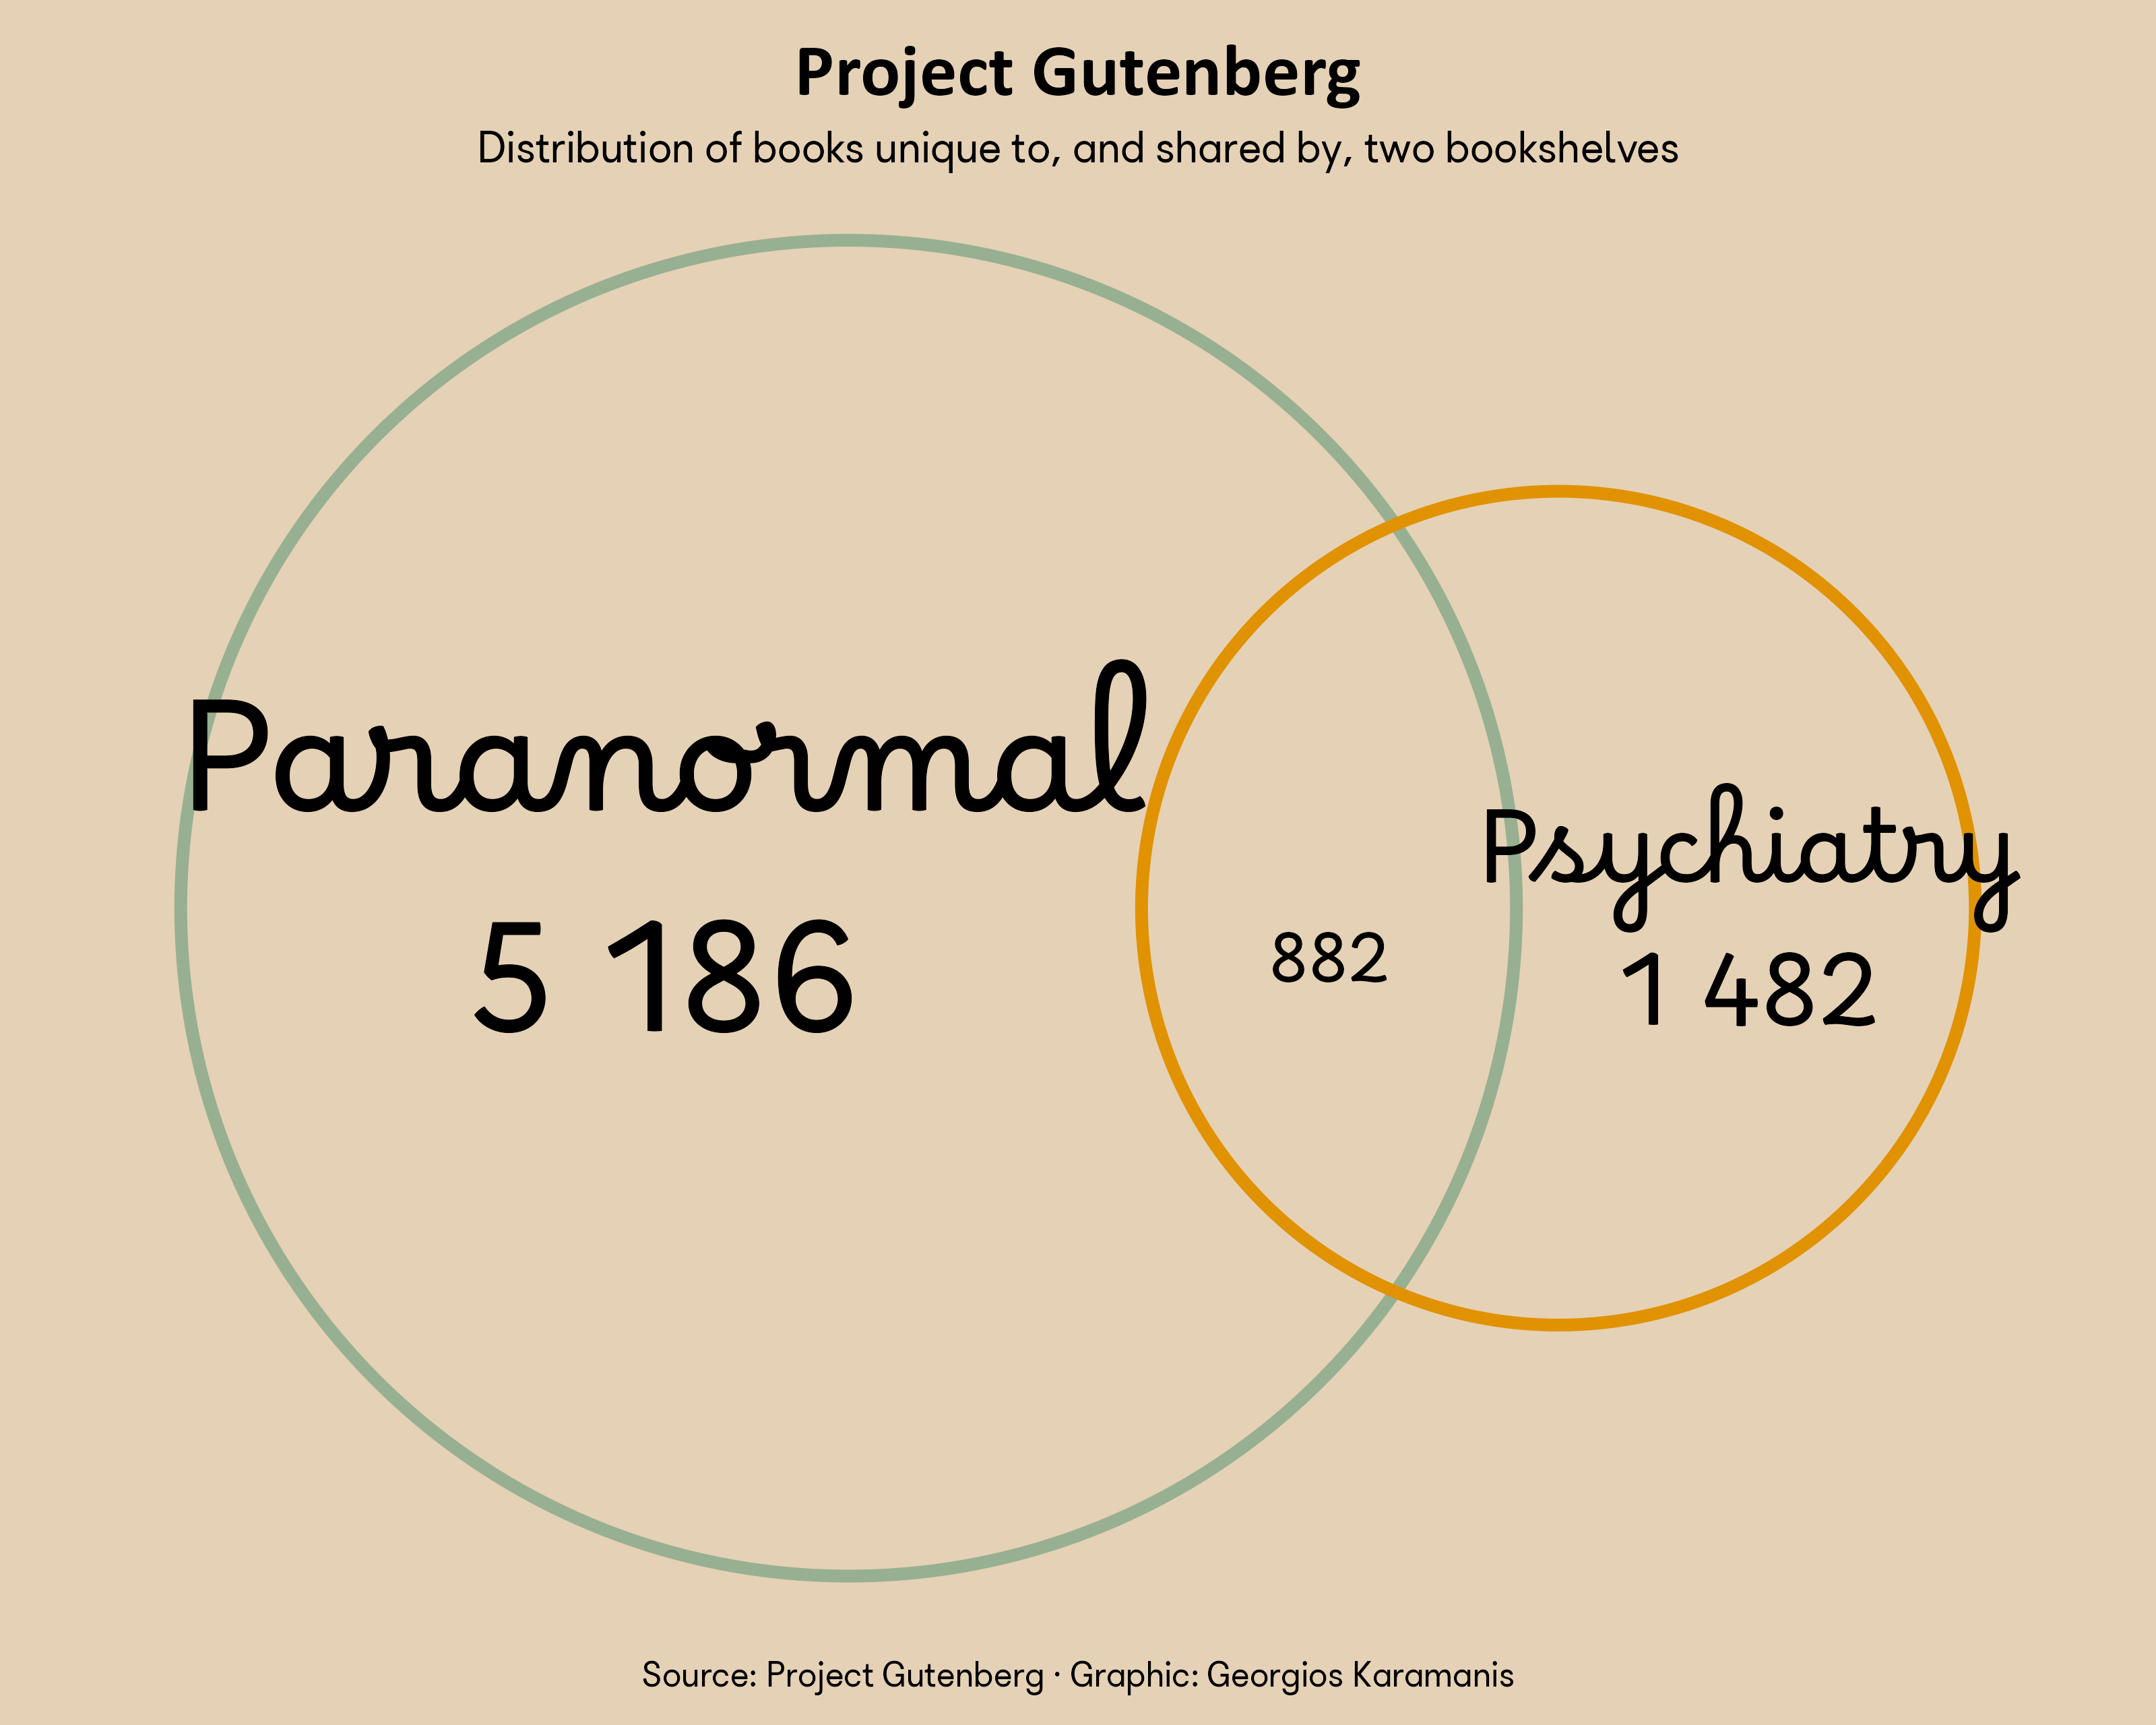 Project Gutenberg
Distribution of books unique to, and shared by, two bookshelves
Paranormal
5 186
882
Psychiatry
1 482
Source: Project Gutenberg · Graphic: Georgios Karamanis